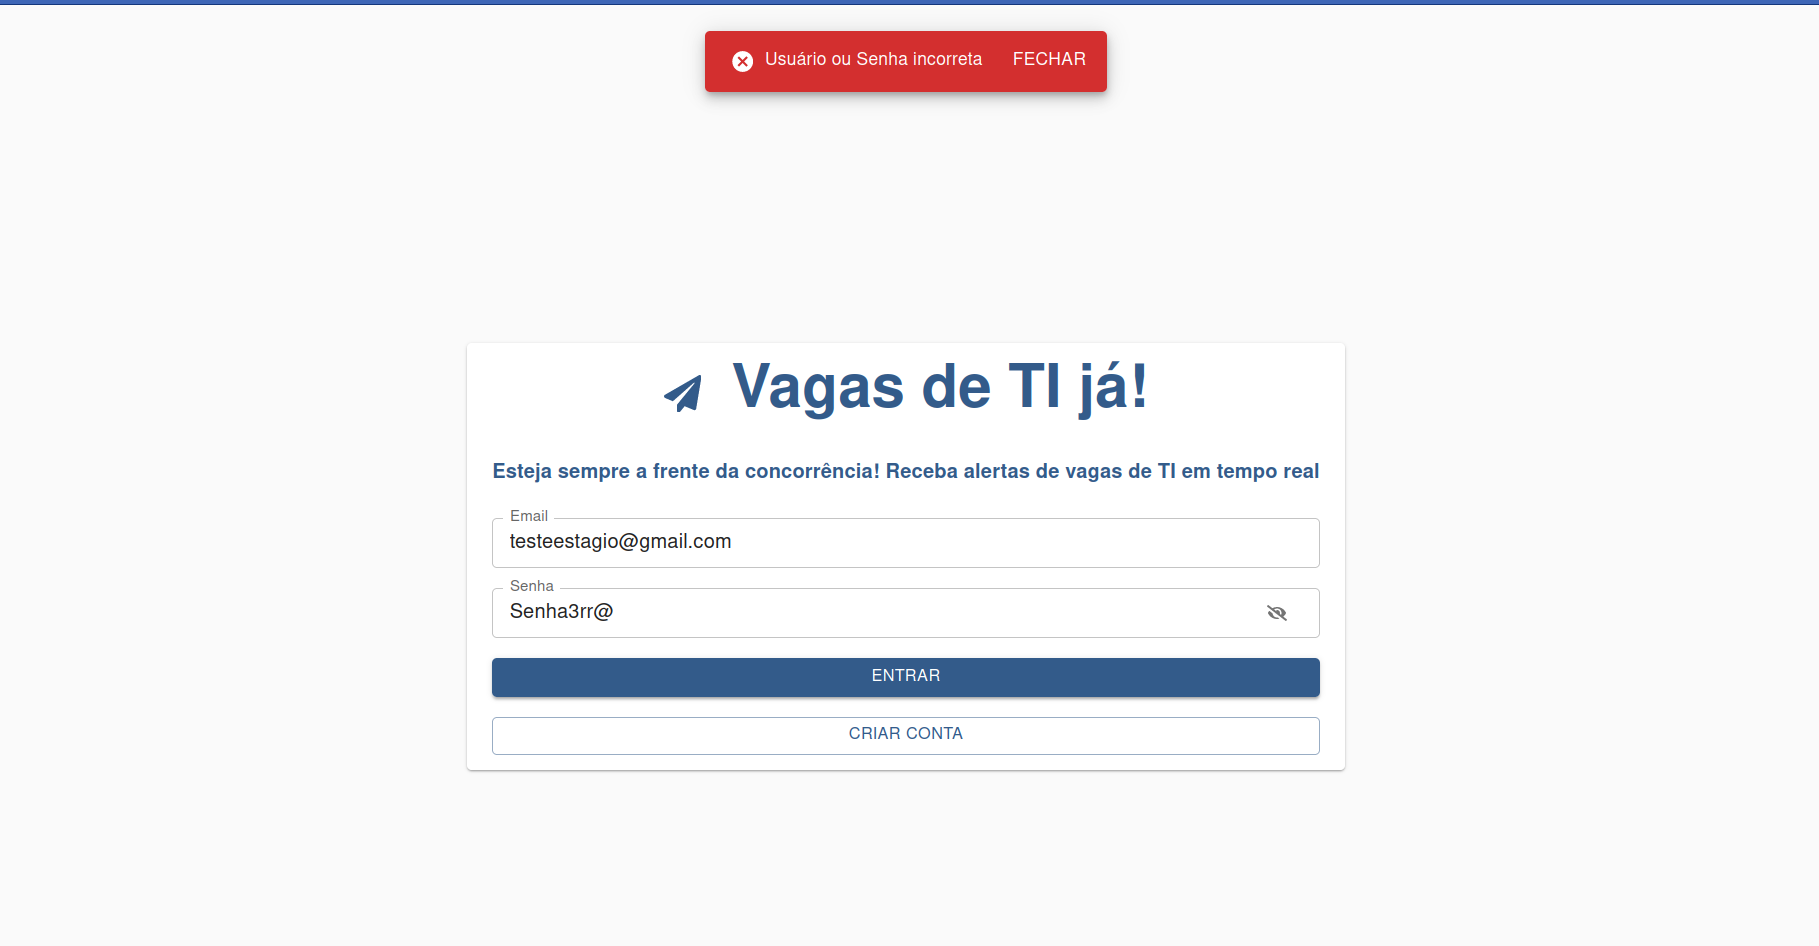 Usuário ou Senha incorreta FECHAR
Vagas de TI já!
Esteja sempre a frente da concorrência! Receba alertas de vagas de TI em tempo real
Email
testeestagio@gmail.com
Senha
Senha3rr@
ENTRAR
CRIAR CONTA